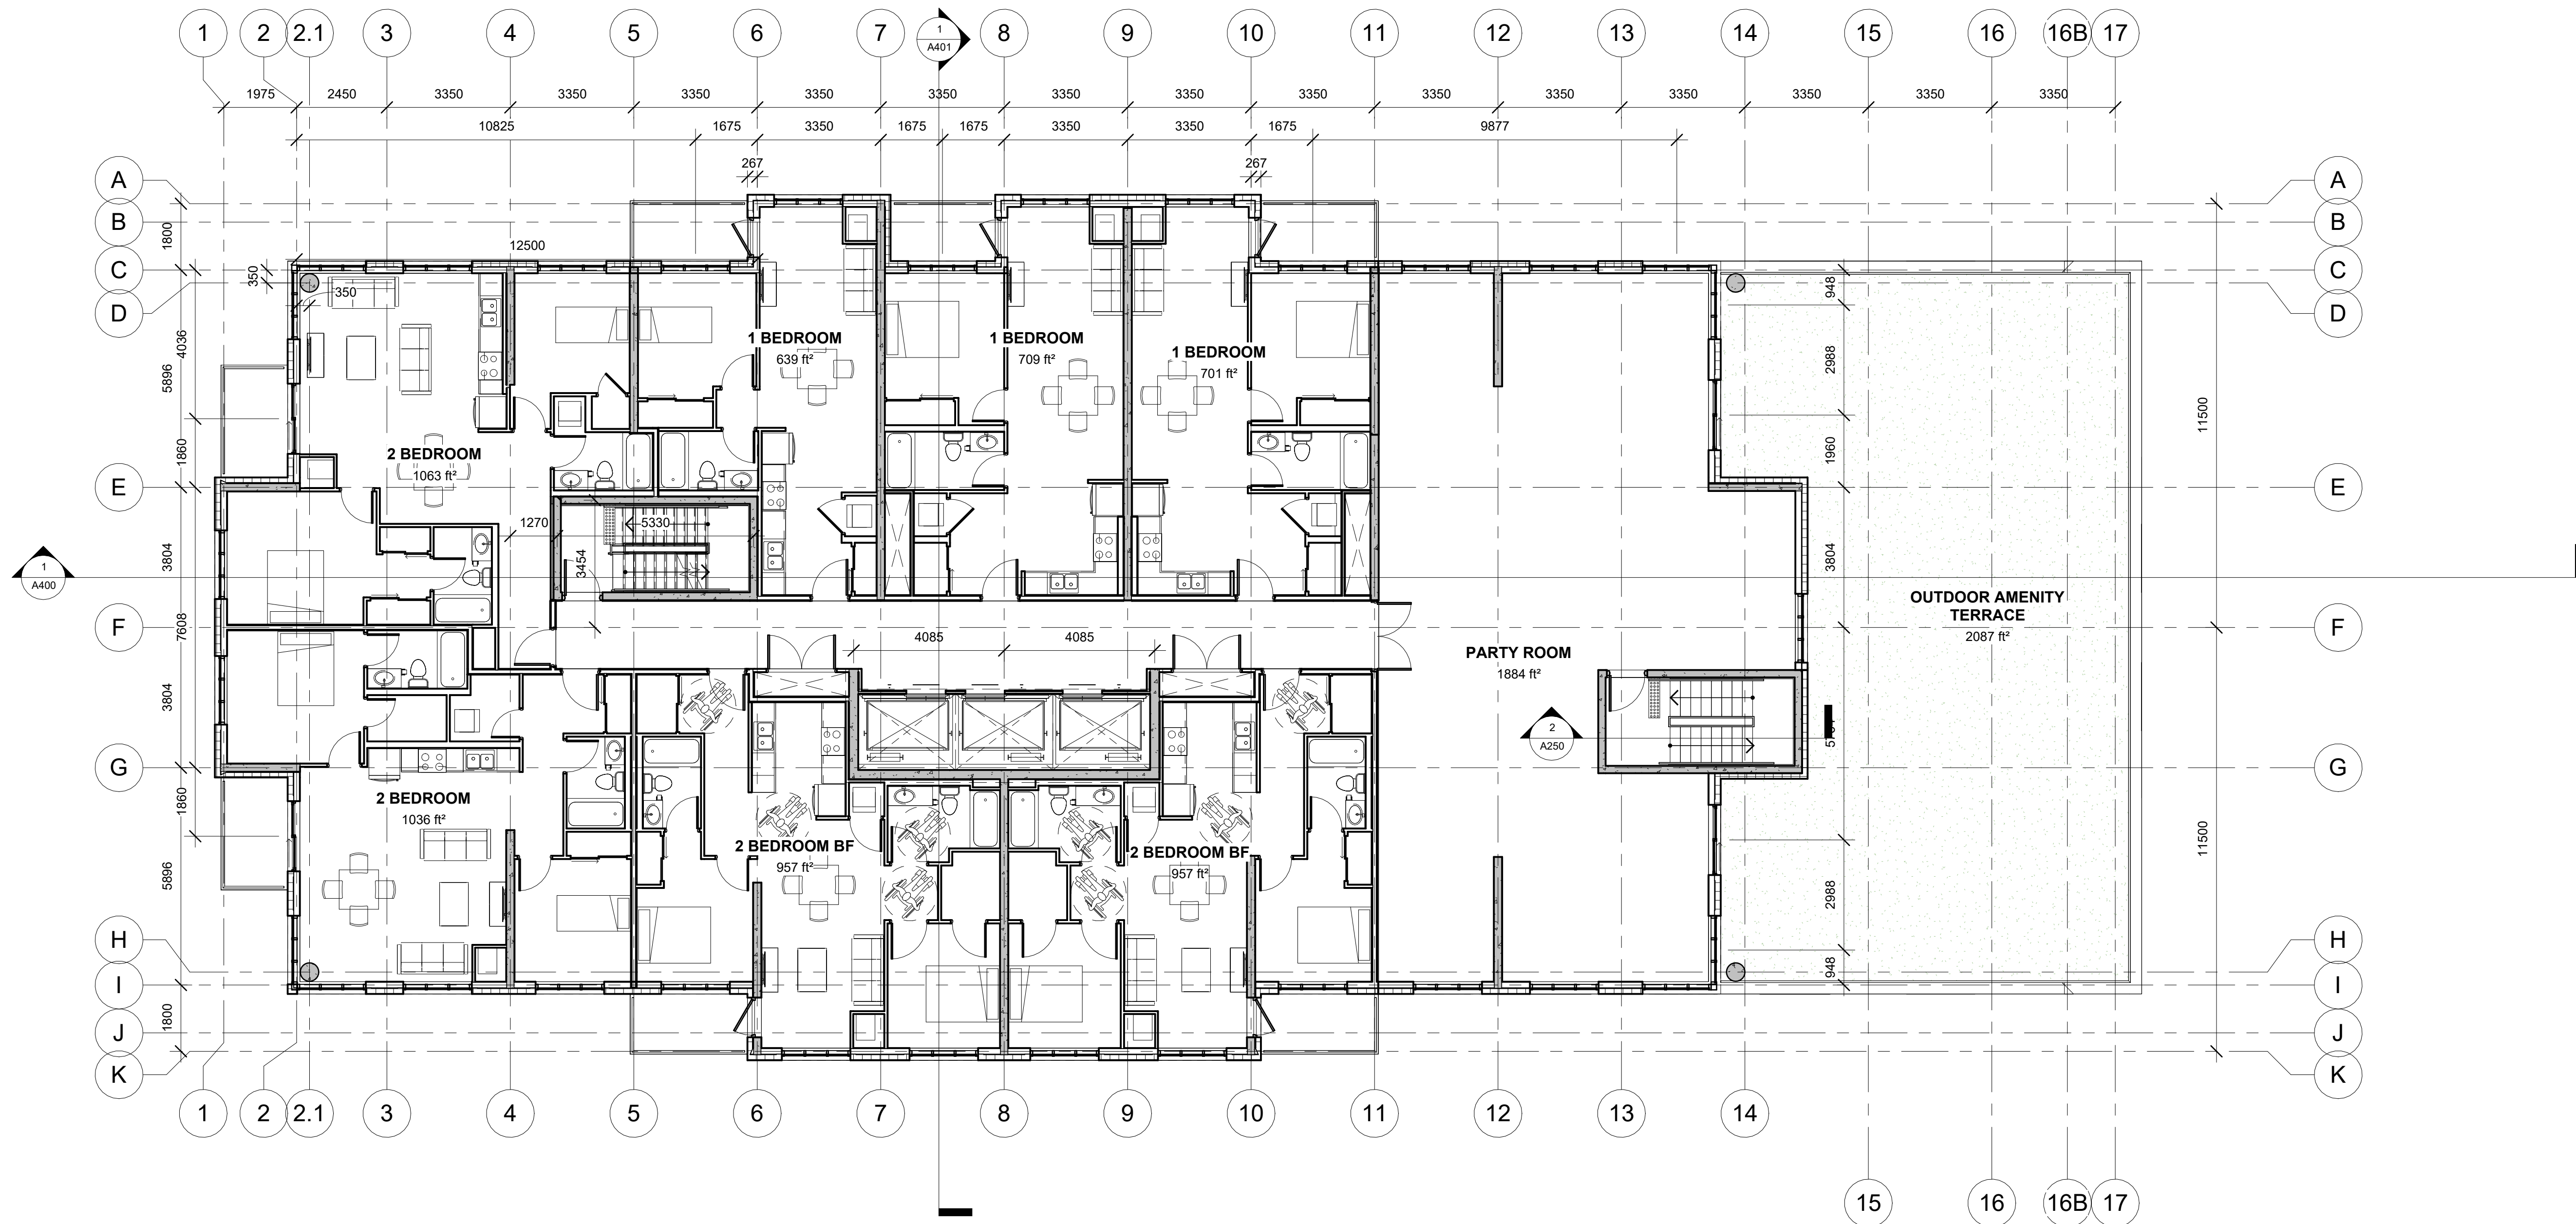 1 2 2.1 3 4 5 6 7 8 9 10 11 12 13 14 15 16 16B 17
1
A401
1975 2450 3350 3350 3350 3350 3350 3350 3350 3350 3350 3350 3350 3350 3350 3350
10825 1675 3350 1675 1675 3350 3350 1675 9877
267 267
A A
B B
1800
12500
C C
350
350
948
D D
4036
5896
2988
11500
1 BEDROOM
639 ft²
1 BEDROOM
709 ft²
1 BEDROOM
701 ft²
2 BEDROOM
1063 ft²
1860
1960
E E
1270
5330
3454
3804
3804
1
A400
OUTDOOR AMENITY
TERRACE
2087 ft²
F F
7608
4085 4085
PARTY ROOM
1884 ft²
3804
2
A250
G G
2 BEDROOM
1036 ft²
1860
2 BEDROOM BF
957 ft²
2 BEDROOM BF
957 ft²
5896
11500
2988
H H
948
I I
1800
J J
K K
1 2 2.1 3 4 5 6 7 8 9 10 11 12 13 14
15 16 16B 17